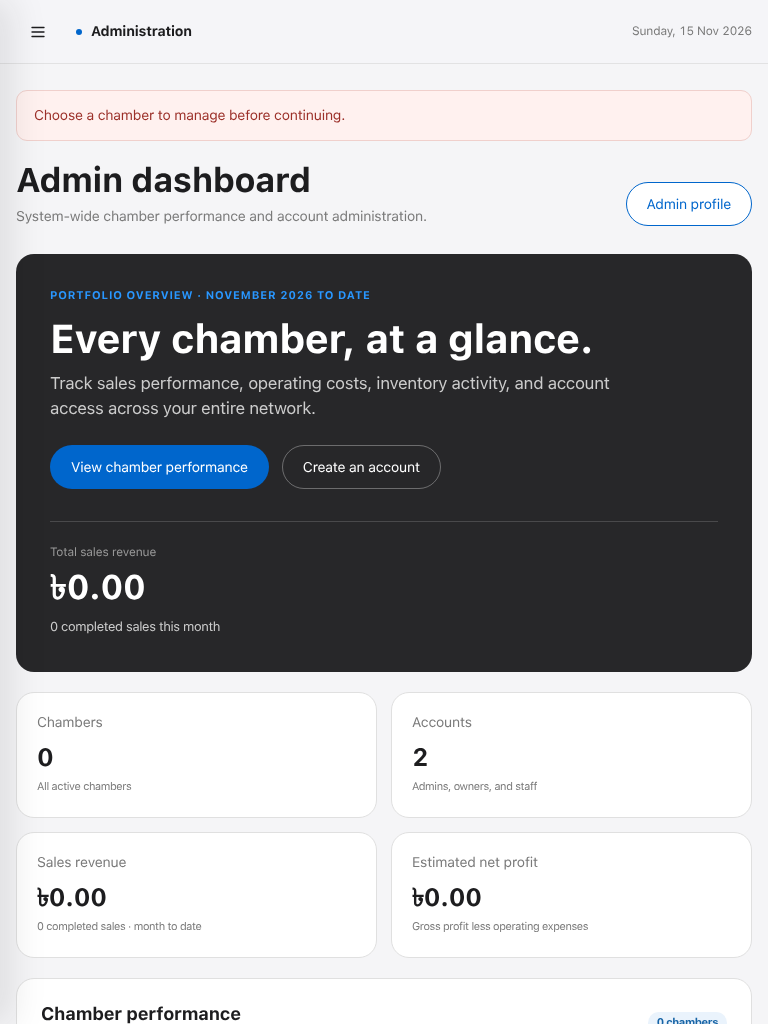 Administration
Sunday, 15 Nov 2026
Choose a chamber to manage before continuing.
Admin dashboard
System-wide chamber performance and account administration.
Admin profile
PORTFOLIO OVERVIEW · NOVEMBER 2026 TO DATE
Every chamber, at a glance.
Track sales performance, operating costs, inventory activity, and account
access across your entire network.
View chamber performance
Create an account
Total sales revenue
৳0.00
0 completed sales this month
Chambers
0
All active chambers
Accounts
2
Admins, owners, and staff
Sales revenue
৳0.00
0 completed sales · month to date
Estimated net profit
৳0.00
Gross profit less operating expenses
Chamber performance
0 chambers